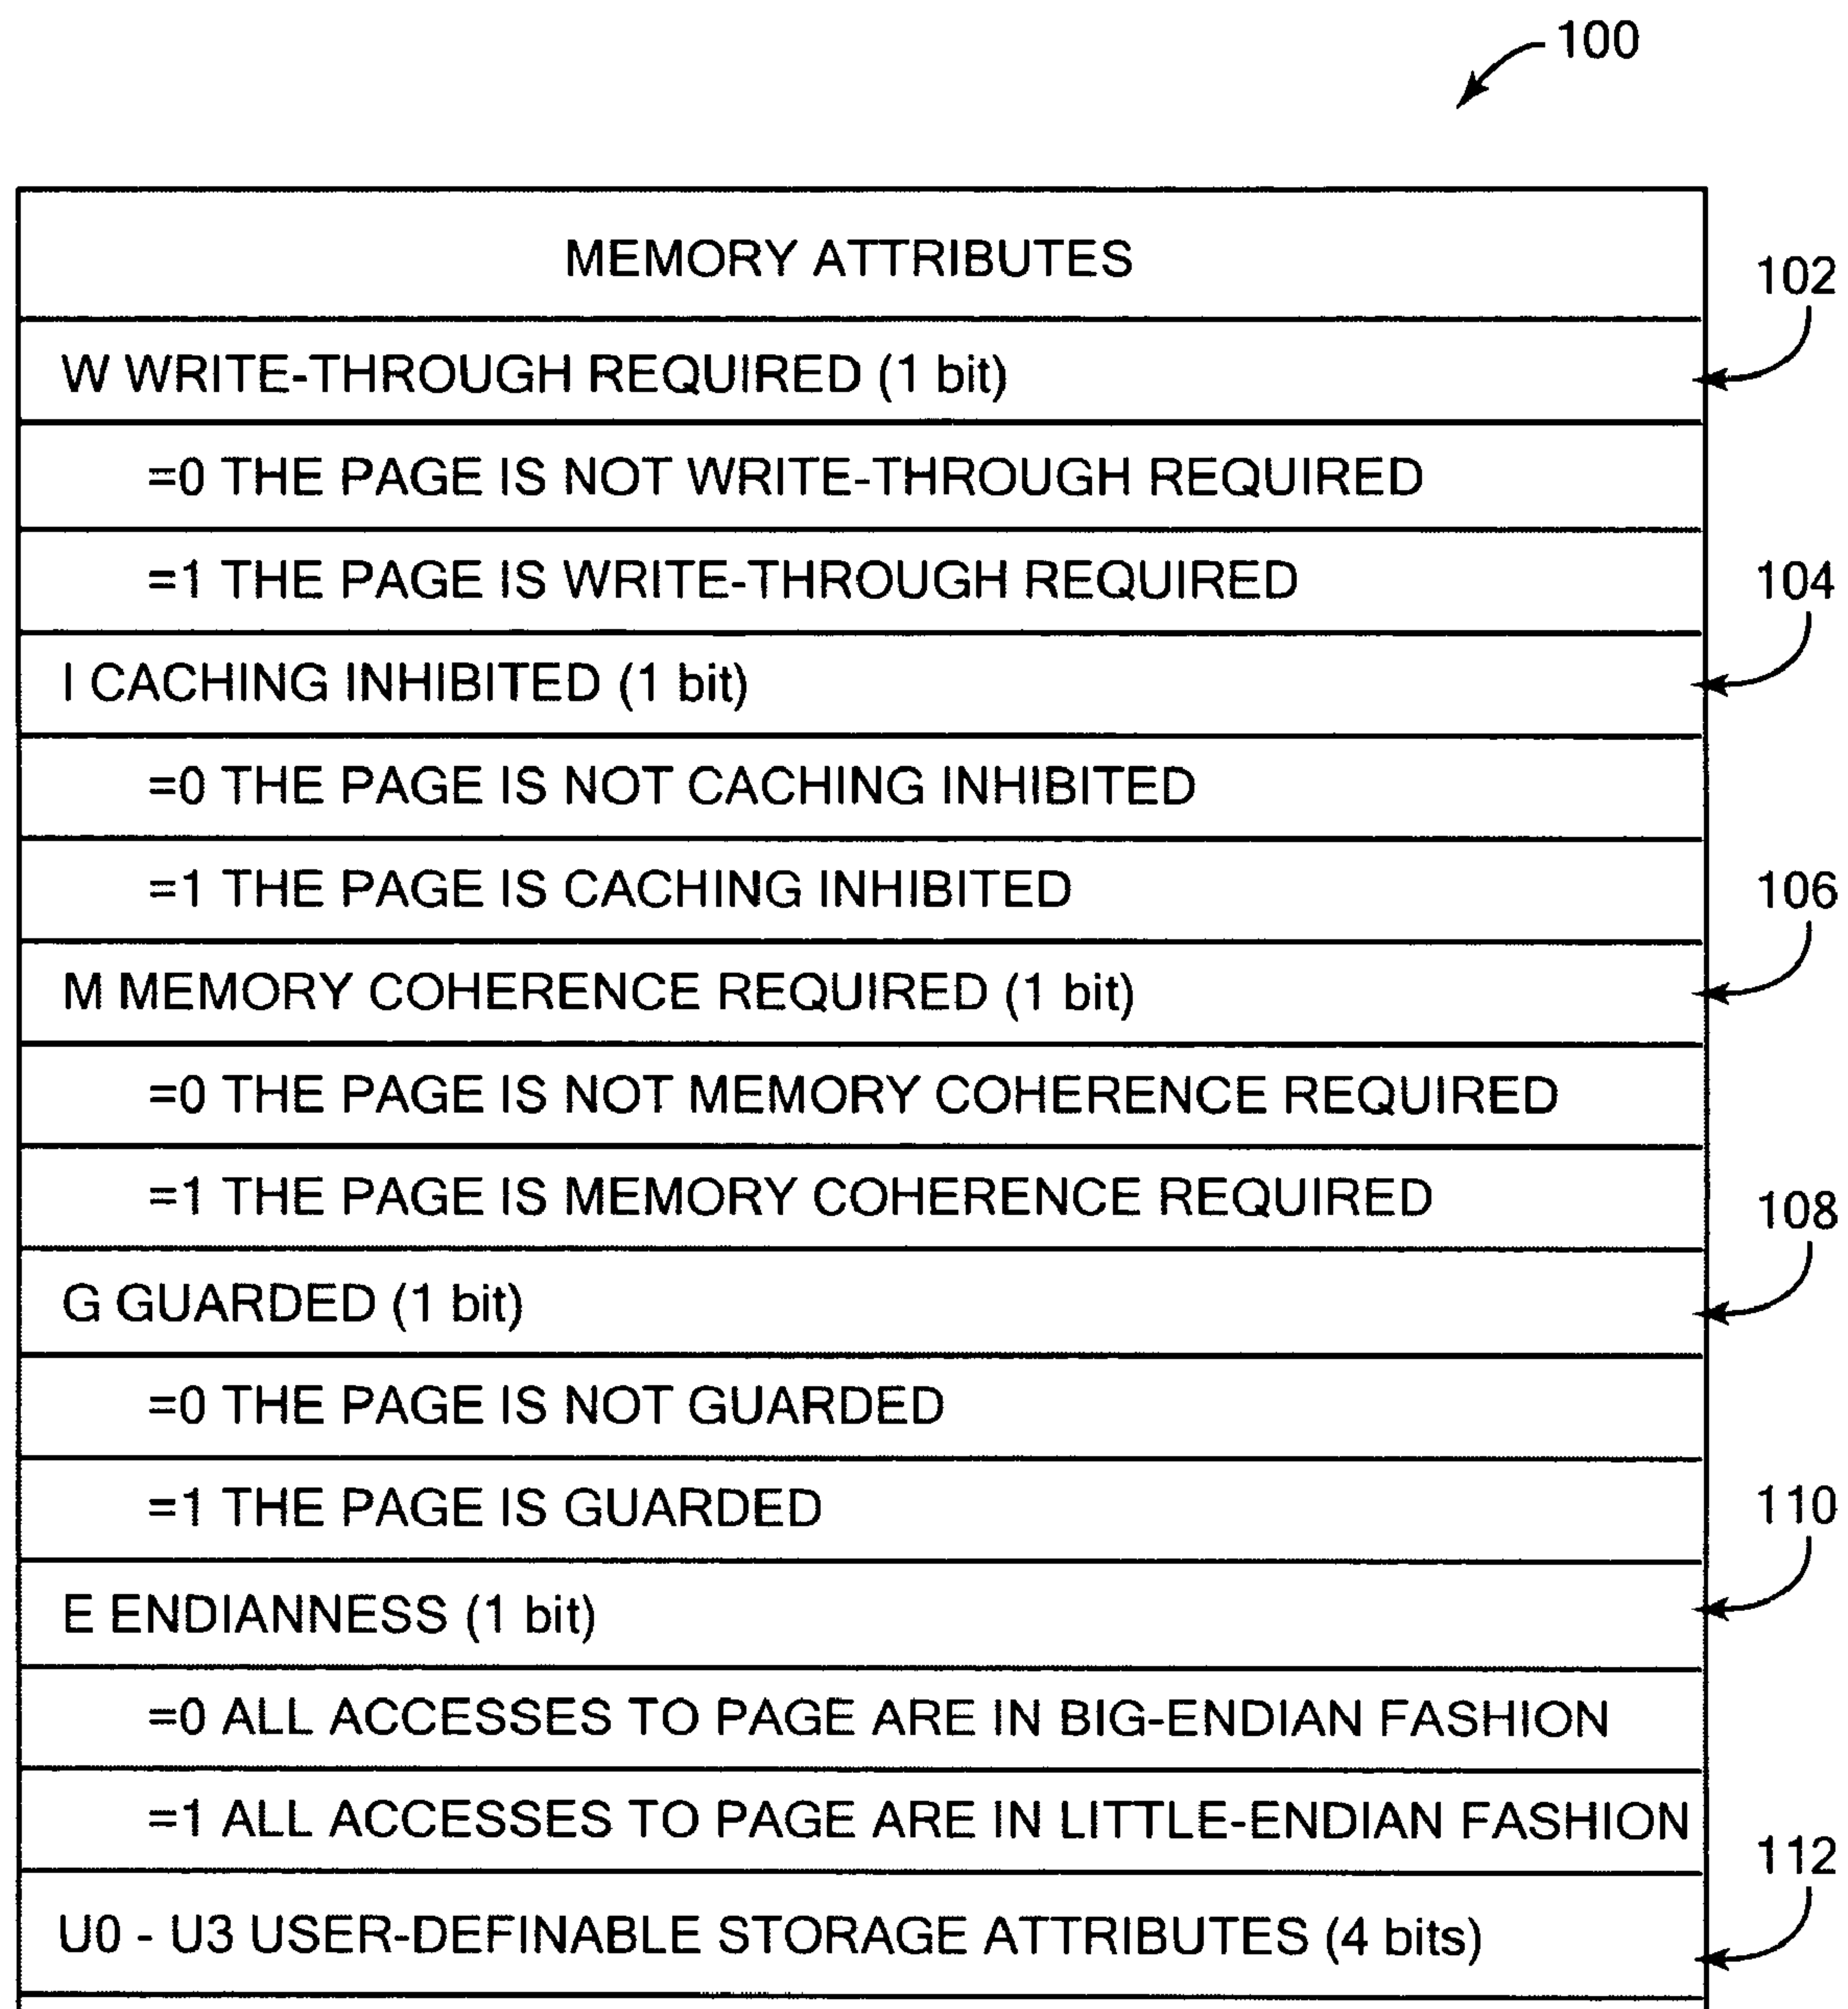 100
MEMORY ATTRIBUTES
102
W WRITE-THROUGH REQUIRED (1 bit)
=0 THE PAGE IS NOT WRITE-THROUGH REQUIRED
=1 THE PAGE IS WRITE-THROUGH REQUIRED
104
I CACHING INHIBITED (1 bit)
=0 THE PAGE IS NOT CACHING INHIBITED
=1 THE PAGE IS CACHING INHIBITED
106
M MEMORY COHERENCE REQUIRED (1 bit)
=0 THE PAGE IS NOT MEMORY COHERENCE REQUIRED
=1 THE PAGE IS MEMORY COHERENCE REQUIRED
108
G GUARDED (1 bit)
=0 THE PAGE IS NOT GUARDED
=1 THE PAGE IS GUARDED
110
E ENDIANNESS (1 bit)
=0 ALL ACCESSES TO PAGE ARE IN BIG-ENDIAN FASHION
=1 ALL ACCESSES TO PAGE ARE IN LITTLE-ENDIAN FASHION
112
U0 - U3 USER-DEFINABLE STORAGE ATTRIBUTES (4 bits)